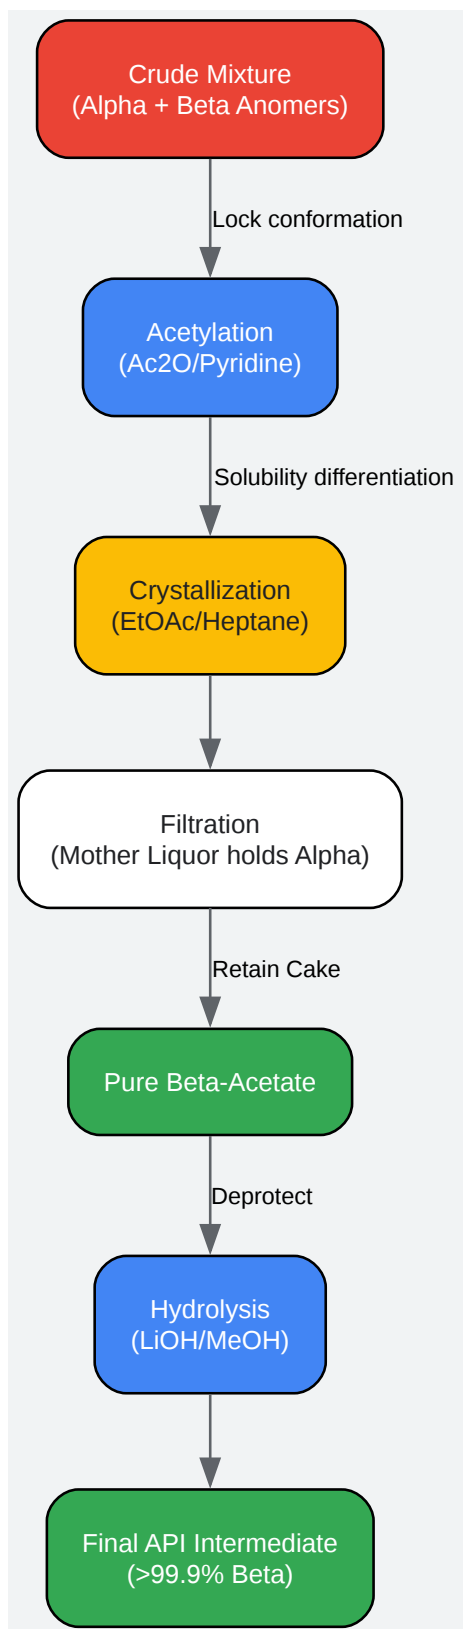 Crude Mixture
(Alpha + Beta Anomers)
Lock conformation
Acetylation
(Ac2O/Pyridine)
Solubility differentiation
Crystallization
(EtOAc/Heptane)
Filtration
(Mother Liquor holds Alpha)
Retain Cake
Pure Beta-Acetate
Deprotect
Hydrolysis
(LiOH/MeOH)
Final API Intermediate
(>99.9% Beta)